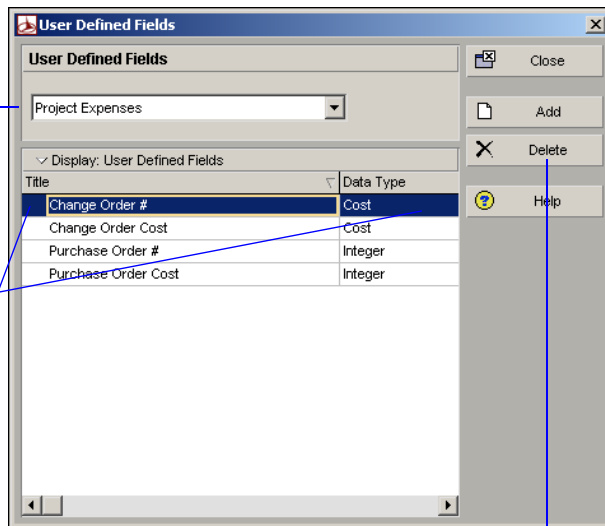 User Defined Fields
User Defined Fields
Project Expenses
Display: User Defined Fields
Title Data Type
Change Order # Cost
Change Order Cost Cost
Purchase Order # Integer
Purchase Order Cost Integer
Close
Add
Delete
Help